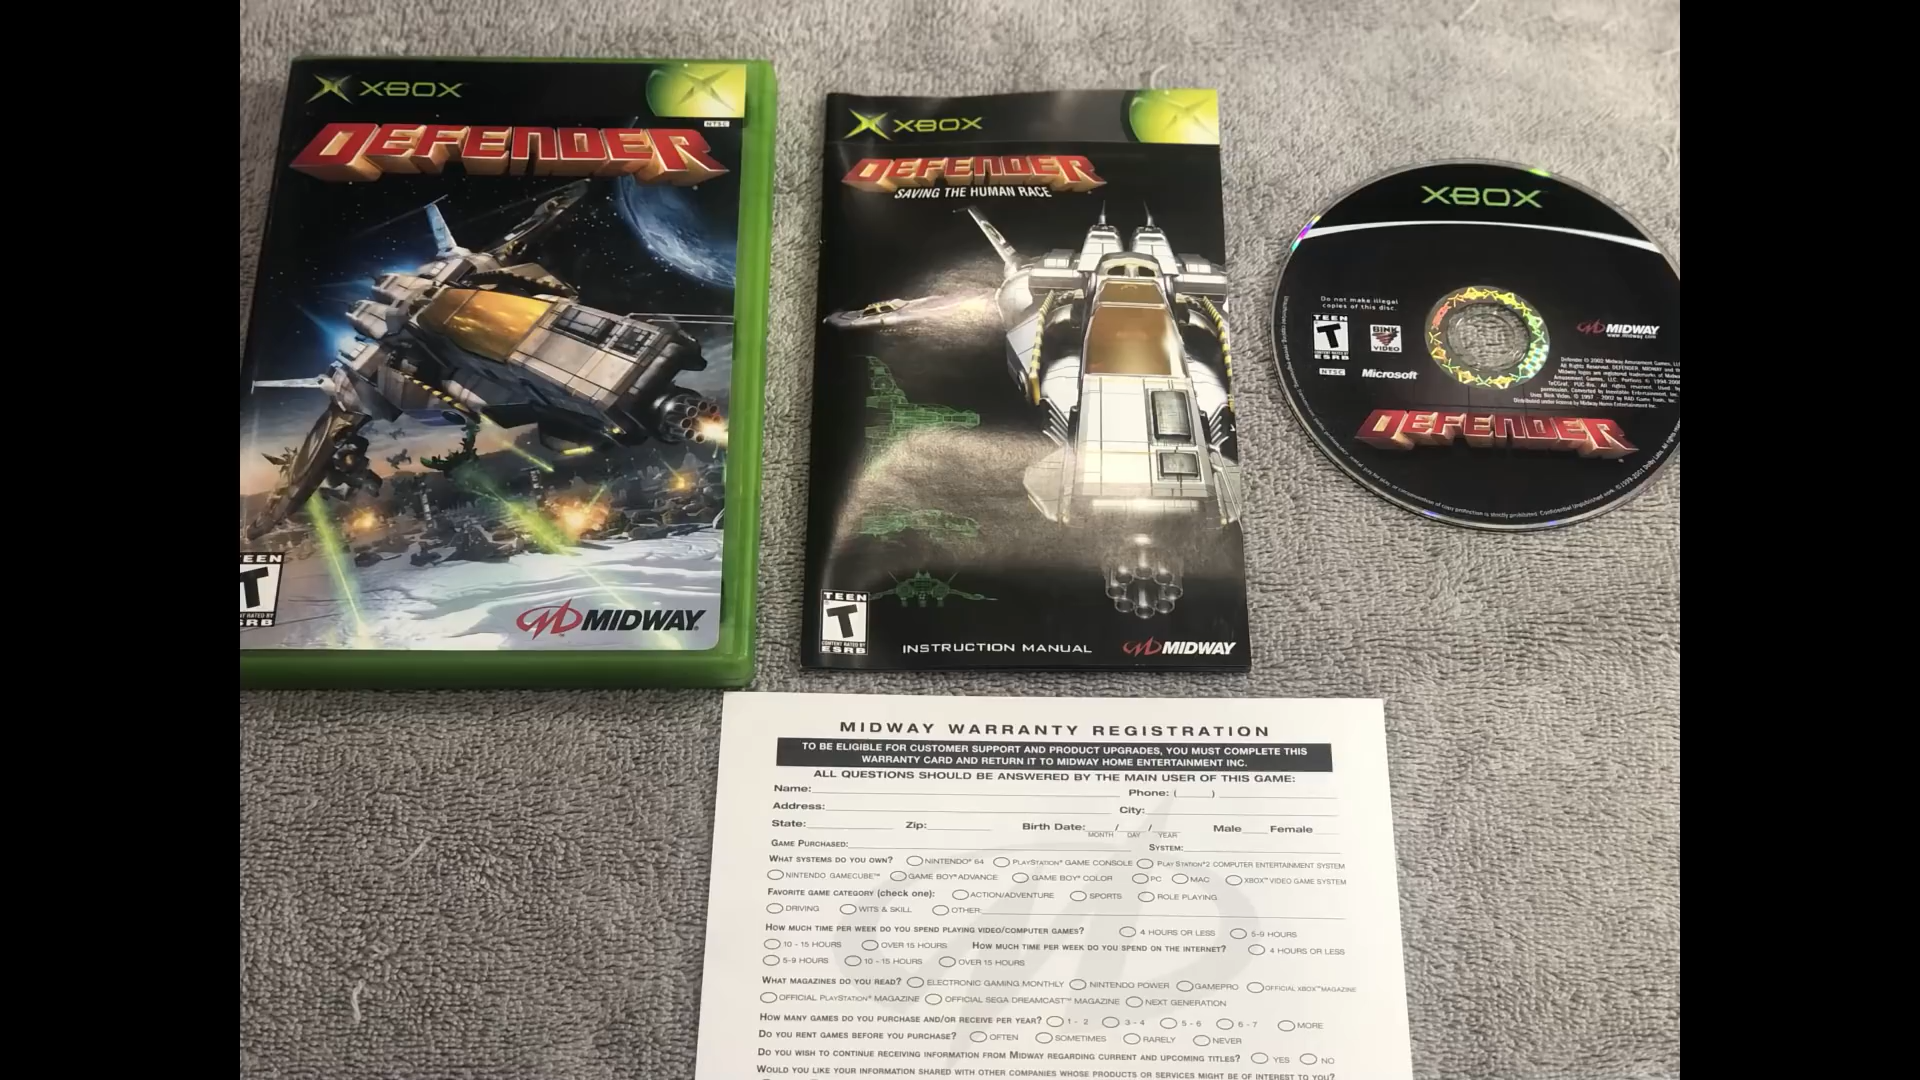 XBOX
NTSC
DEFENDER
TEEN
T
CONTENT RATED BY
ESRB
MIDWAY
XBOX
DEFENDER
SAVING THE HUMAN RACE
TEEN
T
CONTENT RATED BY
ESRB
INSTRUCTION MANUAL
MIDWAY
XBOX
Do not make illegal
copies of this disc.
TEEN
T
CONTENT RATED BY
ESRB
BINK
VIDEO
NTSC
Microsoft
MIDWAY
www.midway.com
DEFENDER
MIDWAY WARRANTY REGISTRATION
TO BE ELIGIBLE FOR CUSTOMER SUPPORT AND PRODUCT UPGRADES, YOU MUST COMPLETE THIS
WARRANTY CARD AND RETURN IT TO MIDWAY HOME ENTERTAINMENT INC.
ALL QUESTIONS SHOULD BE ANSWERED BY THE MAIN USER OF THIS GAME:
Name: Phone: ( )
Address: City:
State: Zip: Birth Date: / / Male Female
MONTH DAY YEAR
GAME PURCHASED: SYSTEM:
WHAT SYSTEMS DO YOU OWN? NINTENDO® 64 PLAYSTATION® GAME CONSOLE PLAYSTATION®2 COMPUTER ENTERTAINMENT SYSTEM
NINTENDO GAMECUBE™ GAME BOY® ADVANCE GAME BOY® COLOR PC MAC XBOX™ VIDEO GAME SYSTEM
FAVORITE GAME CATEGORY (check one): ACTION/ADVENTURE SPORTS ROLE PLAYING
DRIVING WITS & SKILL OTHER:
HOW MUCH TIME PER WEEK DO YOU SPEND PLAYING VIDEO/COMPUTER GAMES? 4 HOURS OR LESS 5-9 HOURS
10 - 15 HOURS OVER 15 HOURS HOW MUCH TIME PER WEEK DO YOU SPEND ON THE INTERNET? 4 HOURS OR LESS
5-9 HOURS 10 - 15 HOURS OVER 15 HOURS
WHAT MAGAZINES DO YOU READ? ELECTRONIC GAMING MONTHLY NINTENDO POWER GAMEPRO OFFICIAL XBOX™ MAGAZINE
OFFICIAL PLAYSTATION® MAGAZINE OFFICIAL SEGA DREAMCAST™ MAGAZINE NEXT GENERATION
HOW MANY GAMES DO YOU PURCHASE AND/OR RECEIVE PER YEAR? 1 - 2 3 - 4 5 - 6 6 - 7 MORE
DO YOU RENT GAMES BEFORE YOU PURCHASE? OFTEN SOMETIMES RARELY NEVER
DO YOU WISH TO CONTINUE RECEIVING INFORMATION FROM MIDWAY REGARDING CURRENT AND UPCOMING TITLES? YES NO
WOULD YOU LIKE YOUR INFORMATION SHARED WITH OTHER COMPANIES WHOSE PRODUCTS OR SERVICES MIGHT BE OF INTEREST TO YOU?